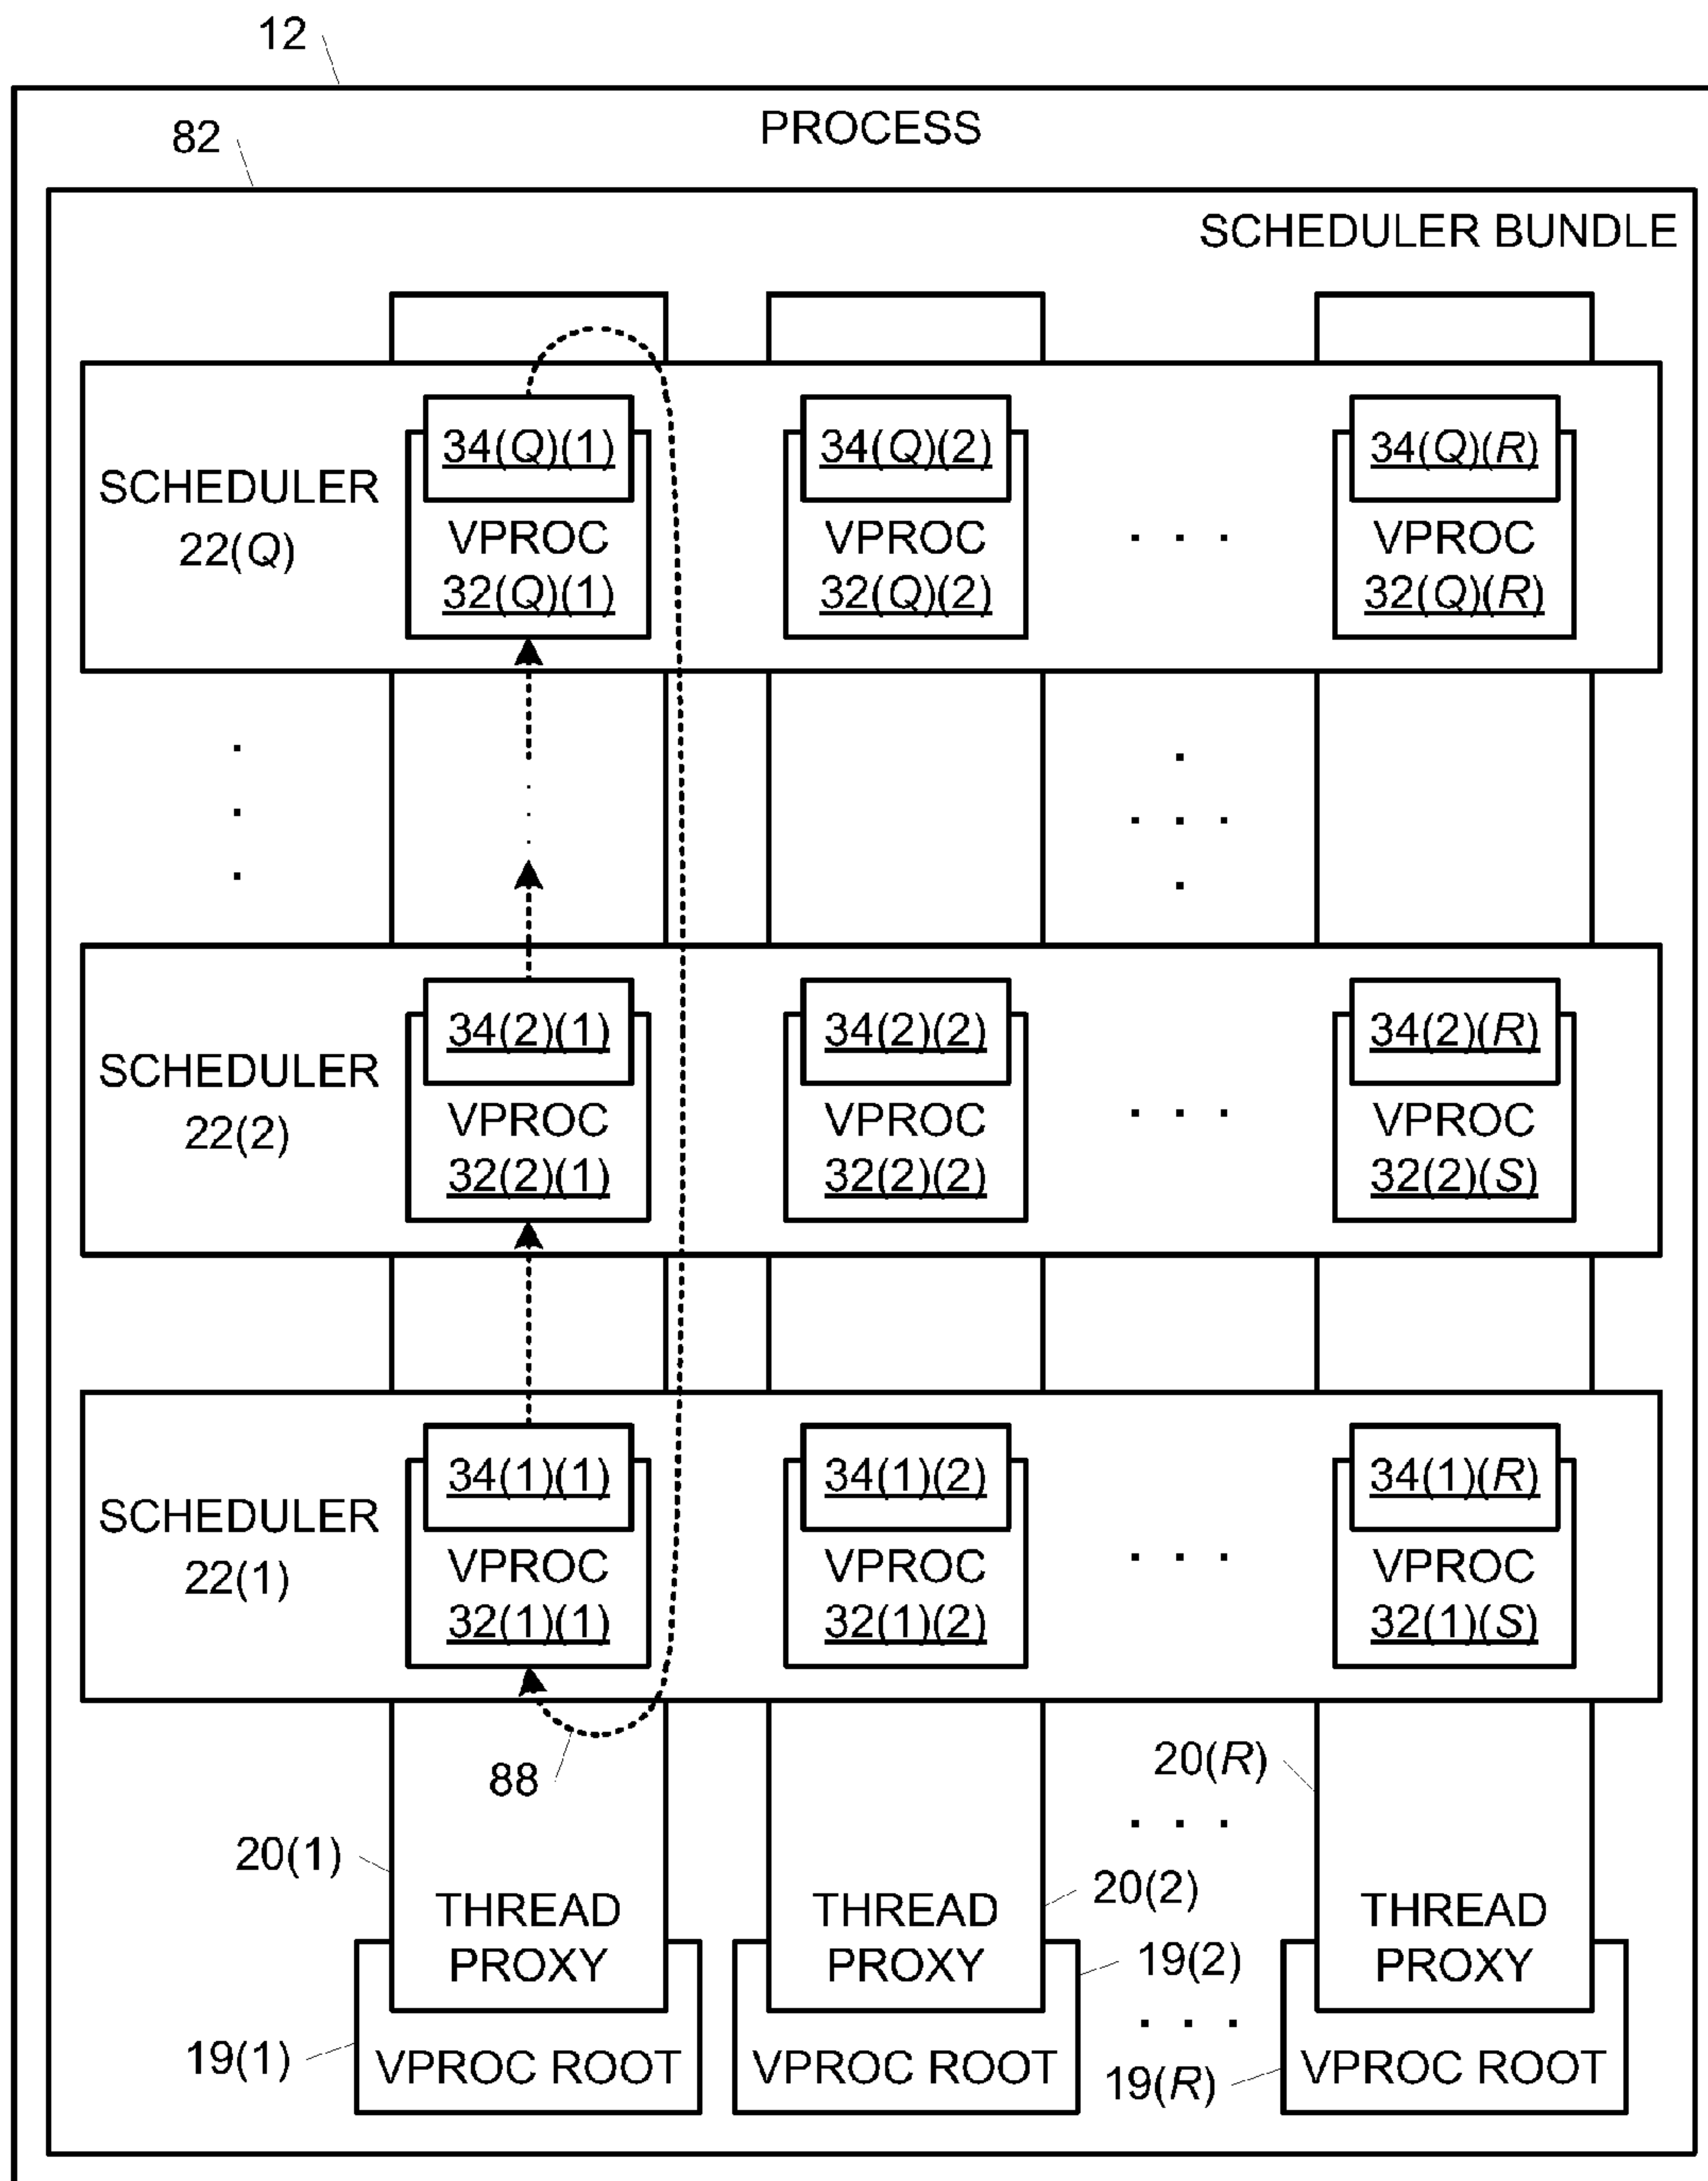 12
PROCESS
82
SCHEDULER BUNDLE
34(Q)(1) 34(Q)(2) 34(Q)(R)
SCHEDULER
22(Q)
VPROC VPROC . . . VPROC
32(Q)(1) 32(Q)(2) 32(Q)(R)
34(2)(1) 34(2)(2) 34(2)(R)
SCHEDULER
22(2)
VPROC VPROC . . . VPROC
32(2)(1) 32(2)(2) 32(2)(S)
34(1)(1) 34(1)(2) 34(1)(R)
SCHEDULER
22(1)
VPROC VPROC . . . VPROC
32(1)(1) 32(1)(2) 32(1)(S)
88
20(R)
20(1)
20(2)
THREAD THREAD THREAD
PROXY PROXY PROXY
19(2)
19(1)
VPROC ROOT VPROC ROOT VPROC ROOT
19(R)